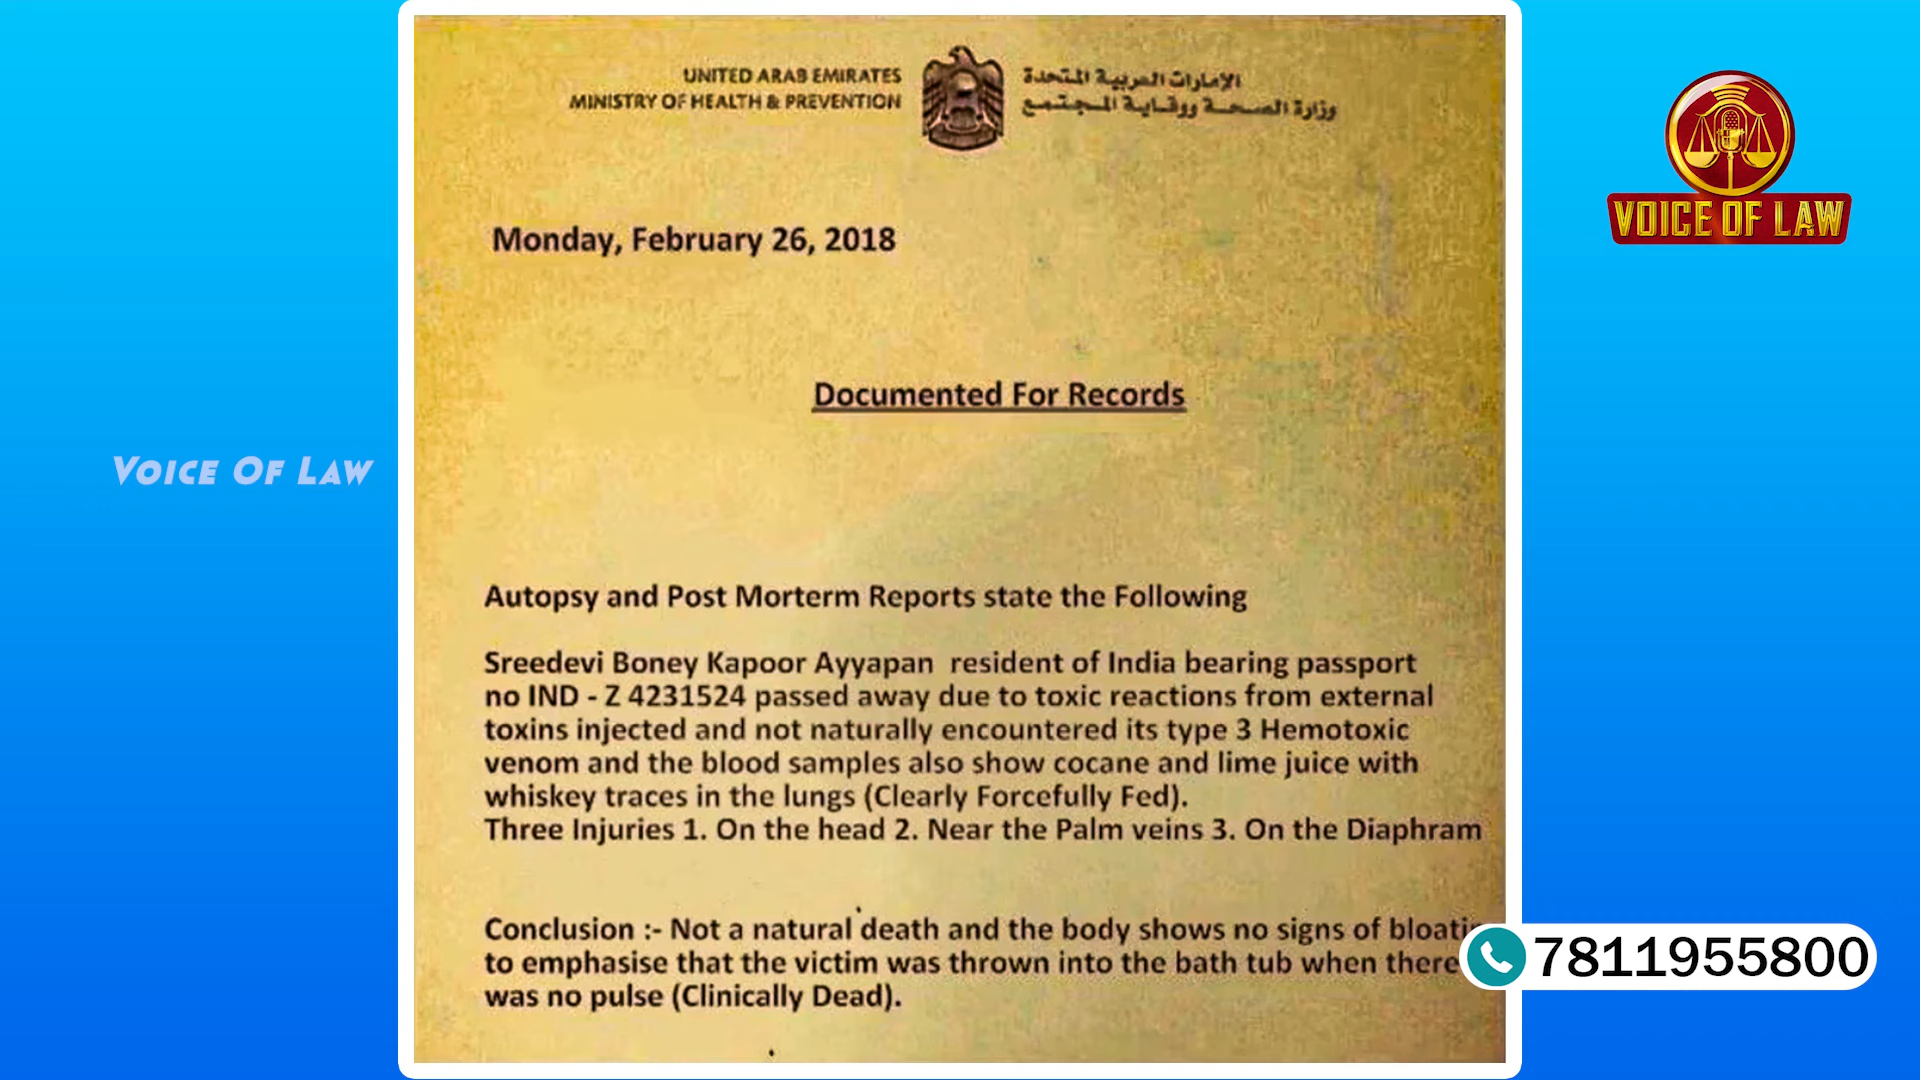 UNITED ARAB EMIRATES
MINISTRY OF HEALTH & PREVENTION
الإمارات العربية المتحدة
وزارة الصحة ووقاية المجتمع
VOICE OF LAW
Monday, February 26, 2018
Documented For Records
VOICE OF LAW
Autopsy and Post Morterm Reports state the Following
Sreedevi Boney Kapoor Ayyapan resident of India bearing passport
no IND - Z 4231524 passed away due to toxic reactions from external
toxins injected and not naturally encountered its type 3 Hemotoxic
venom and the blood samples also show cocane and lime juice with
whiskey traces in the lungs (Clearly Forcefully Fed).
Three Injuries 1. On the head 2. Near the Palm veins 3. On the Diaphram
Conclusion :- Not a natural death and the body shows no signs of
to emphasise that the victim was thrown into the bath tub when there
was no pulse (Clinically Dead).
7811955800